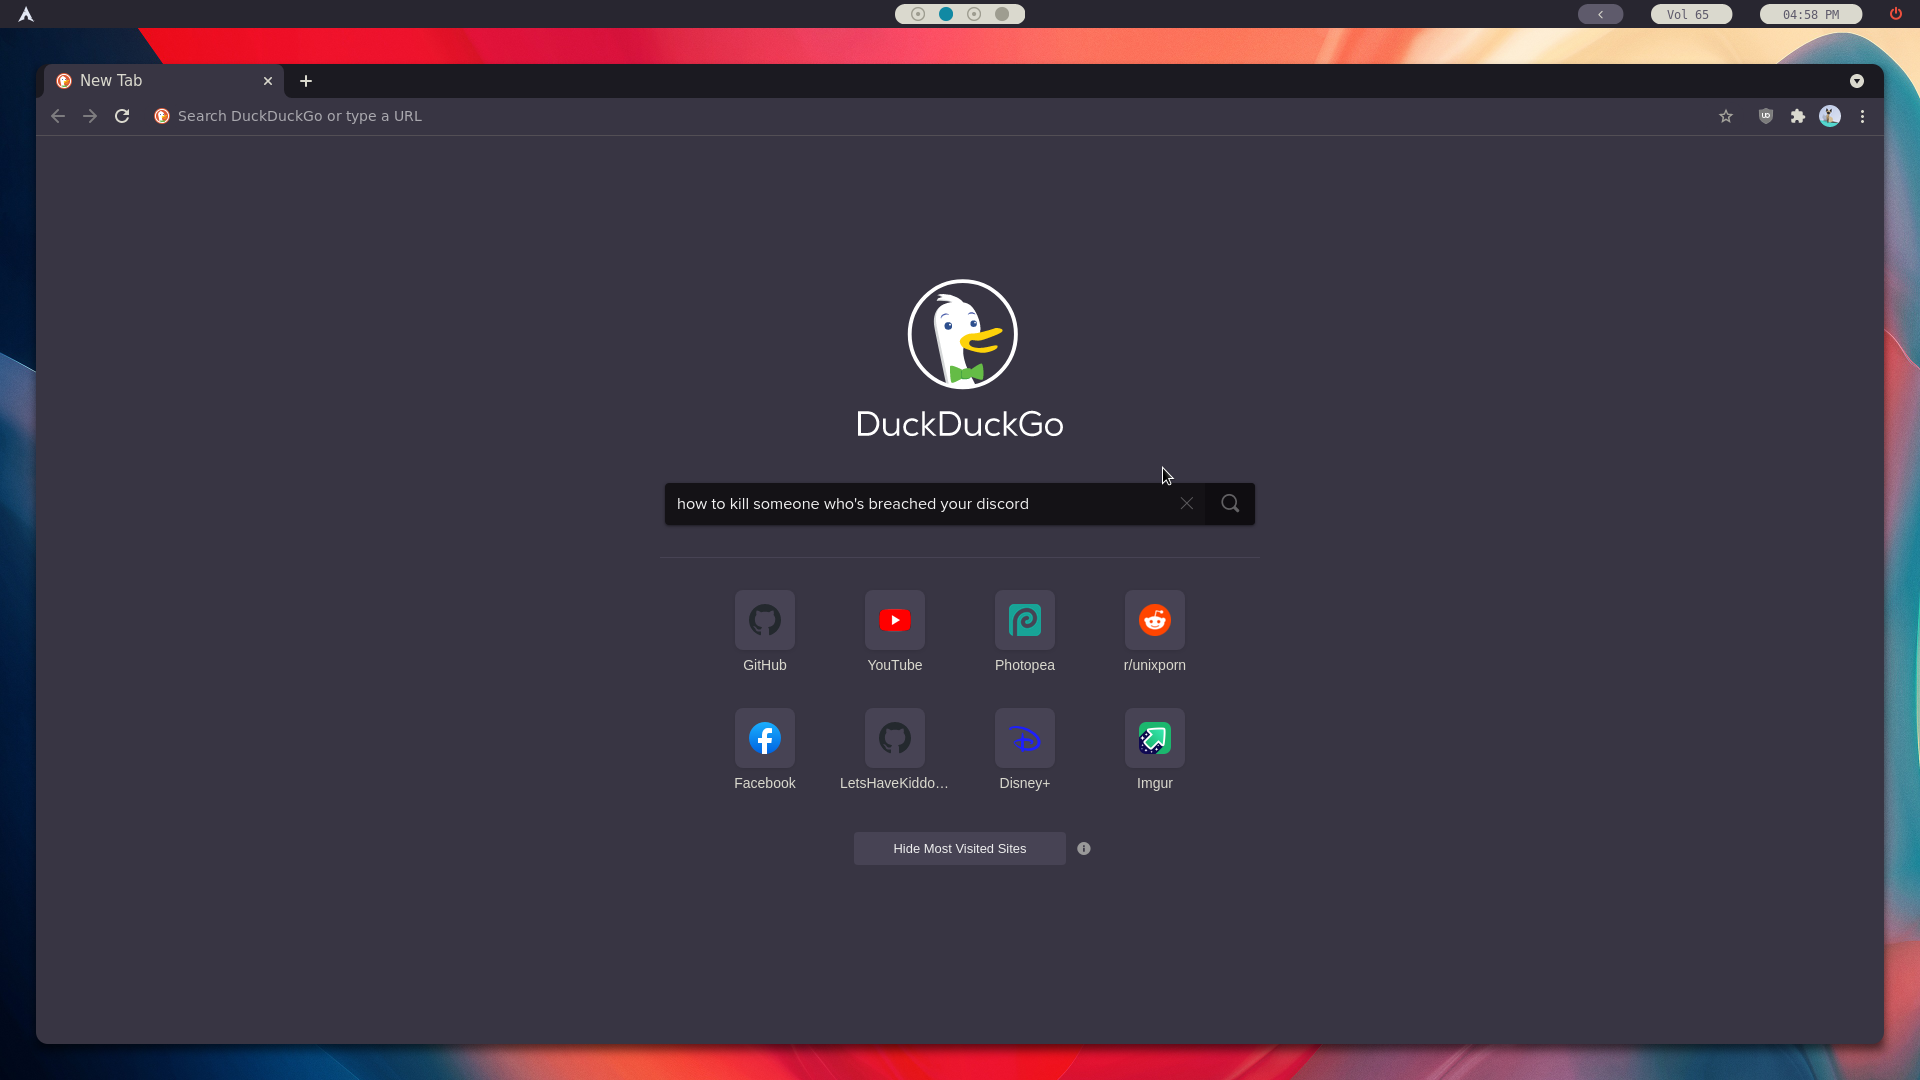 Vol 65
04:58 PM
New Tab
Search DuckDuckGo or type a URL
DuckDuckGo
how to kill someone who's breached your discord
GitHub
YouTube
Photopea
r/unixporn
Facebook
LetsHaveKiddo…
Disney+
Imgur
Hide Most Visited Sites